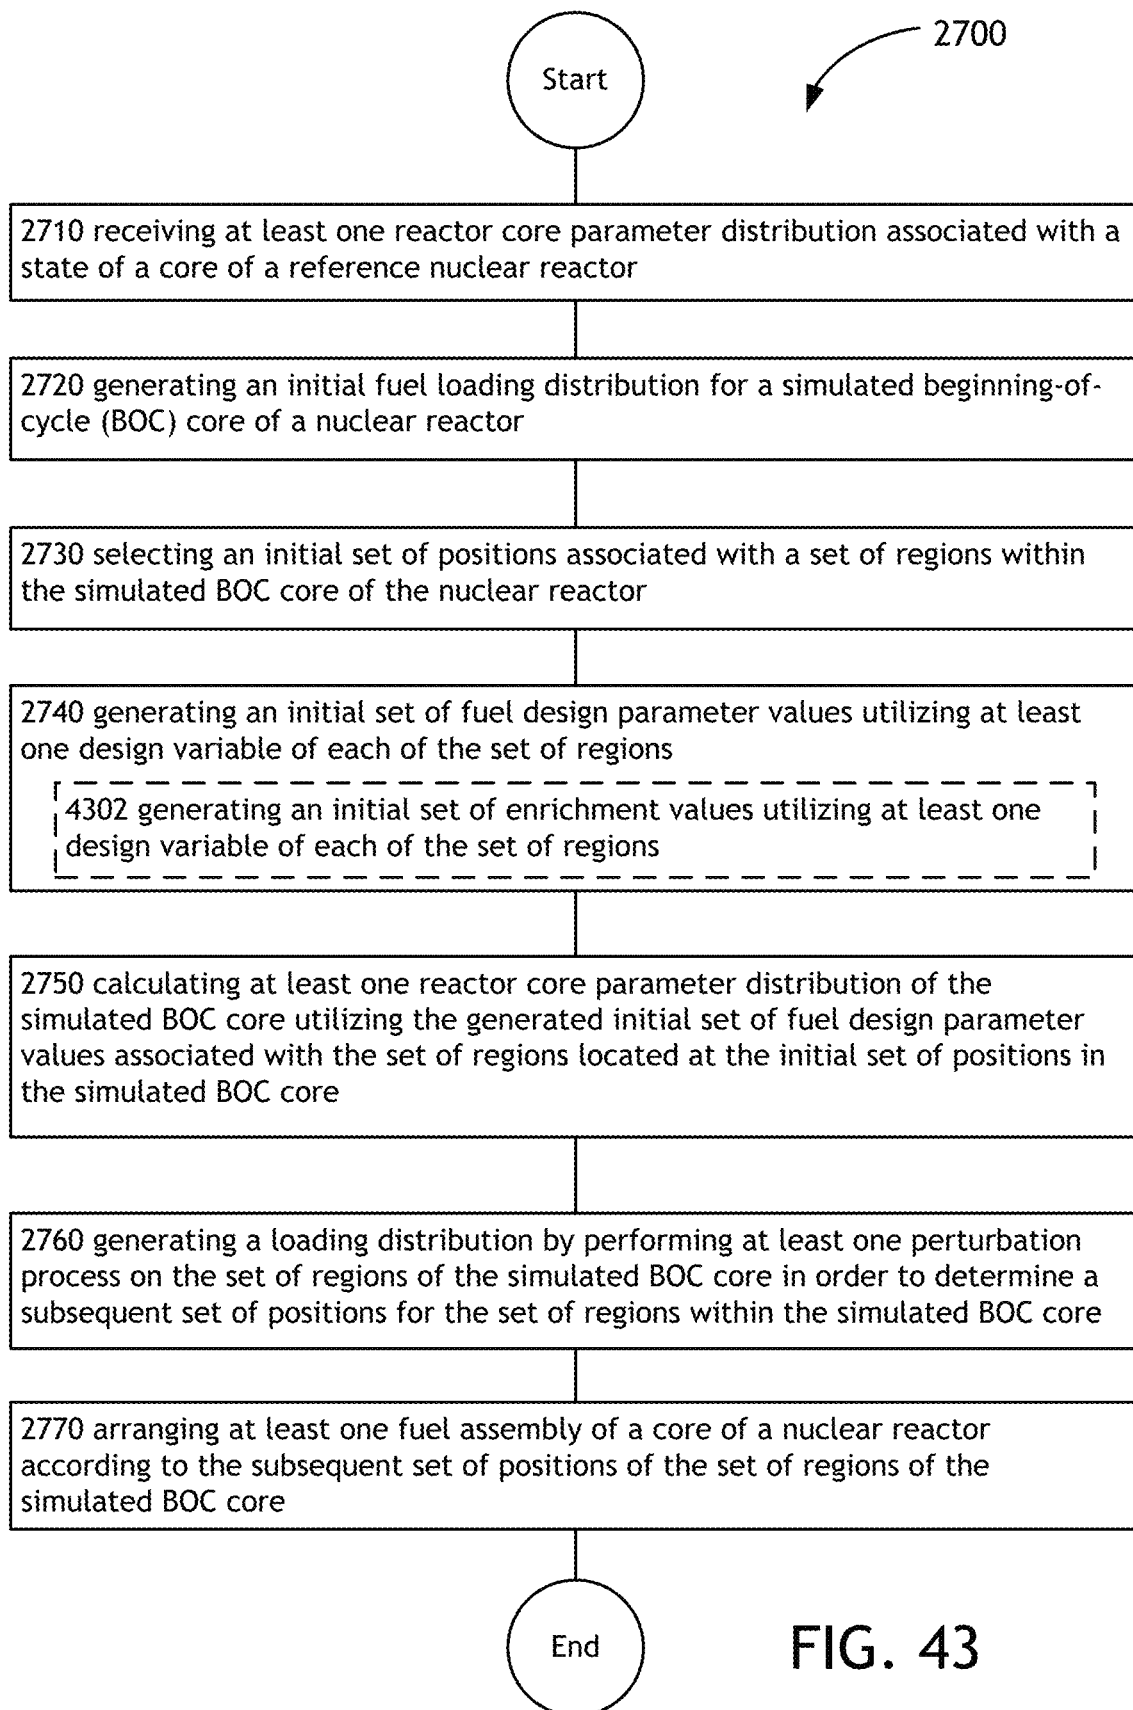 2700
Start
2710 receiving at least one reactor core parameter distribution associated with a
state of a core of a reference nuclear reactor
2720 generating an initial fuel loading distribution for a simulated beginning-of-
cycle (BOC) core of a nuclear reactor
2730 selecting an initial set of positions associated with a set of regions within
the simulated BOC core of the nuclear reactor
2740 generating an initial set of fuel design parameter values utilizing at least
one design variable of each of the set of regions
4302 generating an initial set of enrichment values utilizing at least one
design variable of each of the set of regions
2750 calculating at least one reactor core parameter distribution of the
simulated BOC core utilizing the generated initial set of fuel design parameter
values associated with the set of regions located at the initial set of positions in
the simulated BOC core
2760 generating a loading distribution by performing at least one perturbation
process on the set of regions of the simulated BOC core in order to determine a
subsequent set of positions for the set of regions within the simulated BOC core
2770 arranging at least one fuel assembly of a core of a nuclear reactor
according to the subsequent set of positions of the set of regions of the
simulated BOC core
End
FIG. 43